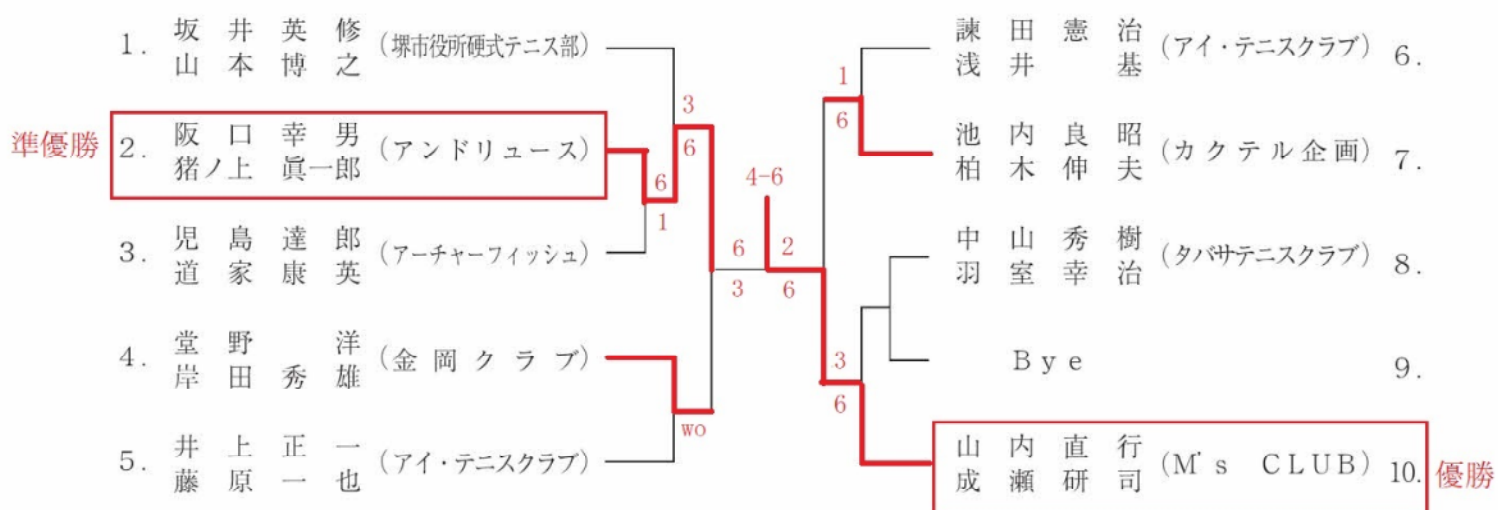 1. 坂井英修 (堺市役所硬式テニス部)
山本博之
準優勝 2. 阪口幸男 (アンドリュース)
猪ノ上眞一郎
3. 児島達郎 (アーチャーフィッシュ)
道家康英
4. 堂野洋 (金岡クラブ)
岸田秀雄
5. 井上正一 (アイ・テニスクラブ)
藤原一也
3
6
6
1
wo
6
3
4-6
2
6
1
6
3
6
諫田憲治 (アイ・テニスクラブ) 6.
浅井基
池内良昭 (カクテル企画) 7.
柏木伸夫
中山秀樹 (タバサテニスクラブ) 8.
羽室幸治
Bye 9.
山内直行 (M's CLUB) 10. 優勝
成瀬研司